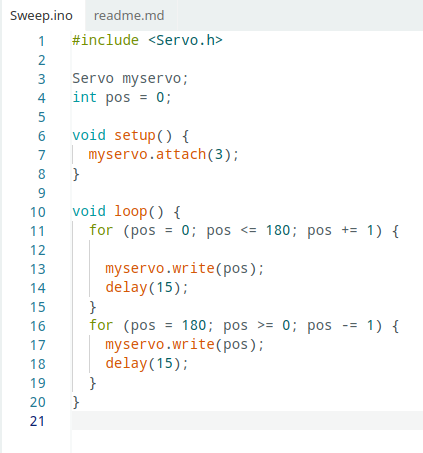 Sweep.ino readme.md
1 #include <Servo.h>
2
3 Servo myservo;
4 int pos = 0;
5
6 void setup() {
7   myservo.attach(3);
8 }
9
10 void loop() {
11   for (pos = 0; pos <= 180; pos += 1) {
12
13     myservo.write(pos);
14     delay(15);
15   }
16   for (pos = 180; pos >= 0; pos -= 1) {
17     myservo.write(pos);
18     delay(15);
19   }
20 }
21